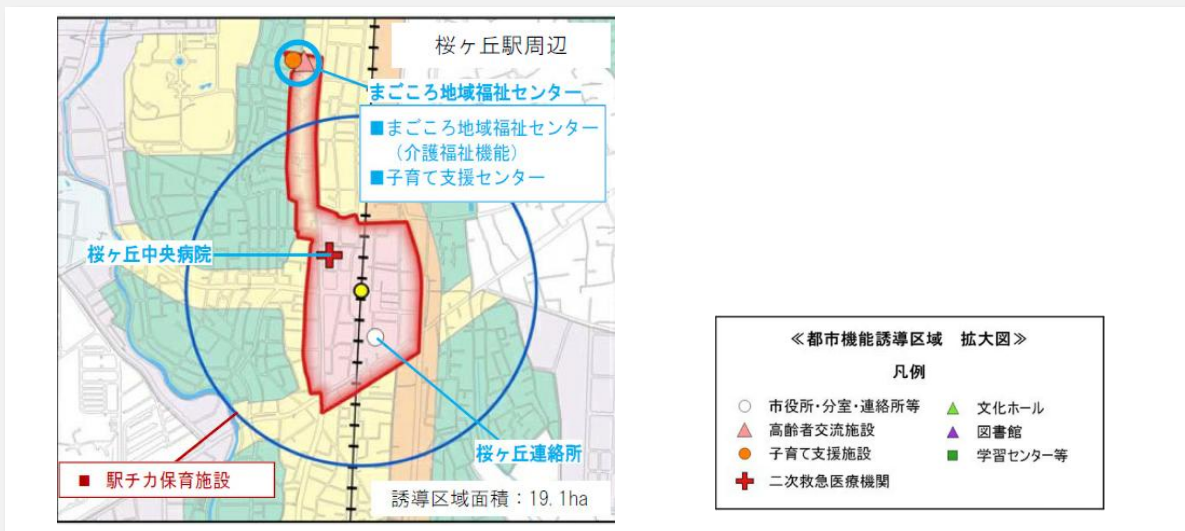 桜ヶ丘駅周辺
まごころ地域福祉センター
■まごころ地域福祉センター
（介護福祉機能）
■子育て支援センター
桜ヶ丘中央病院
桜ヶ丘連絡所
■ 駅チカ保育施設
誘導区域面積：19.1ha
≪都市機能誘導区域 拡大図≫
凡例
市役所・分室・連絡所等
高齢者交流施設
子育て支援施設
二次救急医療機関
文化ホール
図書館
学習センター等